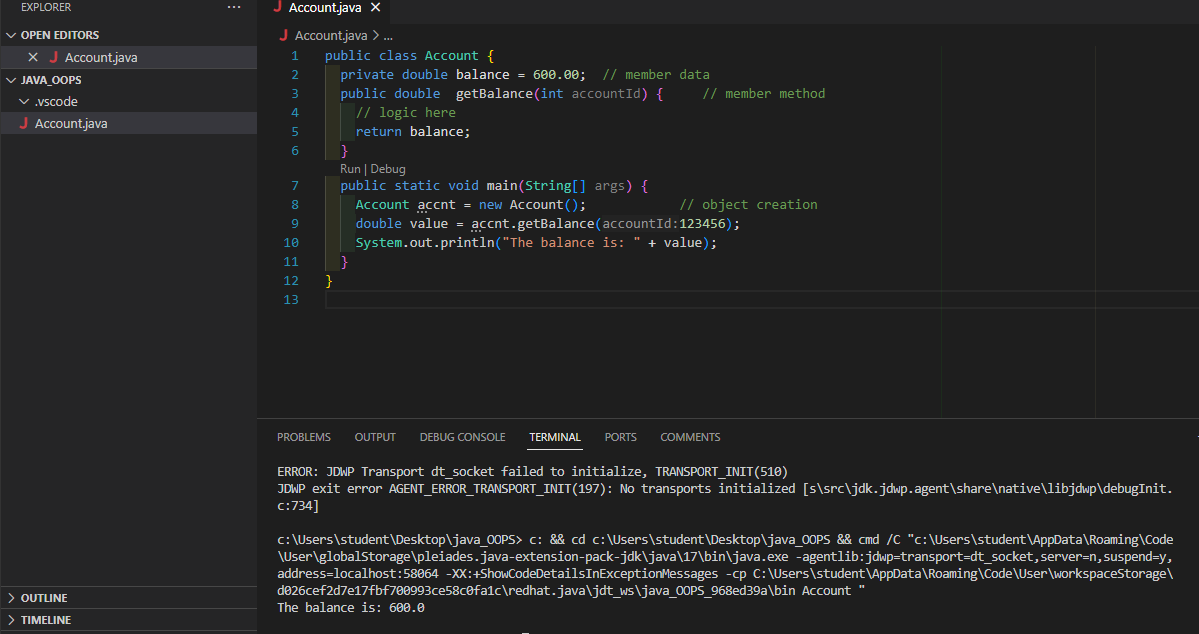 EXPLORER
...
Account.java
OPEN EDITORS
Account.java
JAVA_OOPS
.vscode
Account.java
Account.java > ...
1 public class Account {
2 private double balance = 600.00;  // member data
3 public double  getBalance(int accountId) {     // member method
4 // logic here
5 return balance;
6 }
Run | Debug
7 public static void main(String[] args) {
8 Account accnt = new Account();            // object creation
9 double value = accnt.getBalance(accountId:123456);
10 System.out.println("The balance is: " + value);
11 }
12 }
13
PROBLEMS OUTPUT DEBUG CONSOLE TERMINAL PORTS COMMENTS
ERROR: JDWP Transport dt_socket failed to initialize, TRANSPORT_INIT(510)
JDWP exit error AGENT_ERROR_TRANSPORT_INIT(197): No transports initialized [s\src\jdk.jdwp.agent\share\native\libjdwp\debugInit.
c:734]
c:\Users\student\Desktop\java_OOPS> c: && cd c:\Users\student\Desktop\java_OOPS && cmd /C "c:\Users\student\AppData\Roaming\Code
\User\globalStorage\pleiades.java-extension-pack-jdk\java\17\bin\java.exe -agentlib:jdwp=transport=dt_socket,server=n,suspend=y,
address=localhost:58064 -XX:+ShowCodeDetailsInExceptionMessages -cp C:\Users\student\AppData\Roaming\Code\User\workspaceStorage\
d026cef2d7e17fbf700993ce58c0fa1c\redhat.java\jdt_ws\java_OOPS_968ed39a\bin Account "
The balance is: 600.0
OUTLINE
TIMELINE